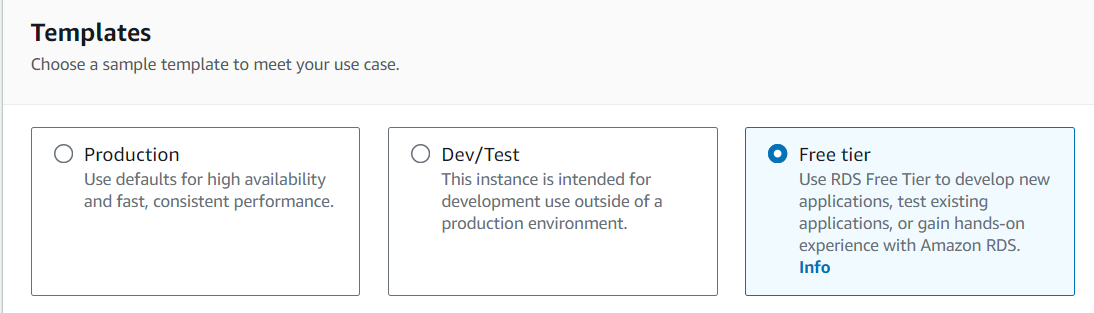 Templates
Choose a sample template to meet your use case.
Production
Use defaults for high availability
and fast, consistent performance.
Dev/Test
This instance is intended for
development use outside of a
production environment.
Free tier
Use RDS Free Tier to develop new
applications, test existing
applications, or gain hands-on
experience with Amazon RDS.
Info